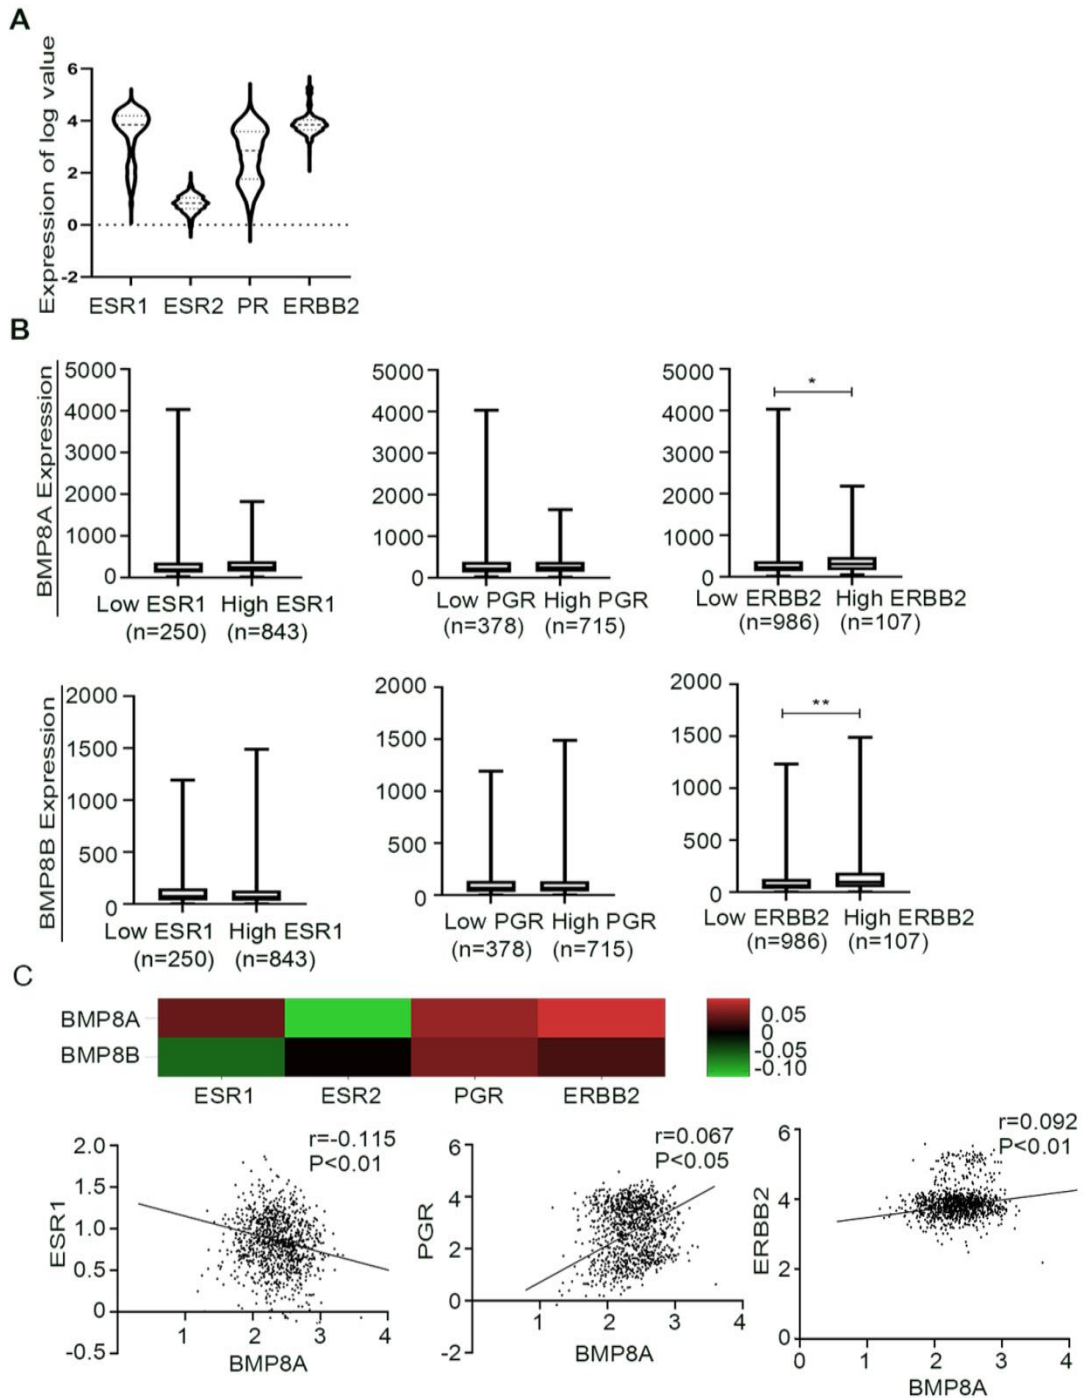 A
Expression of log value
6
4
2
0
-2
ESR1 ESR2 PR ERBB2
B
BMP8A Expression
5000
4000
3000
2000
1000
0
Low ESR1 High ESR1
(n=250) (n=843)
5000
4000
3000
2000
1000
0
Low PGR High PGR
(n=378) (n=715)
5000
4000
3000
2000
1000
0
*
Low ERBB2 High ERBB2
(n=986) (n=107)
BMP8B Expression
2000
1500
1000
500
0
Low ESR1 High ESR1
(n=250) (n=843)
2000
1500
1000
500
0
Low PGR High PGR
(n=378) (n=715)
2000
1500
1000
500
0
**
Low ERBB2 High ERBB2
(n=986) (n=107)
C
BMP8A
BMP8B
ESR1 ESR2 PGR ERBB2
0.05
0
-0.05
-0.10
ESR1
2.0
1.5
1.0
0.5
0
-0.5
r=-0.115
P<0.01
1 2 3 4
BMP8A
PGR
6
4
2
0
-2
r=0.067
P<0.05
1 2 3 4
BMP8A
ERBB2
6
4
2
0
r=0.092
P<0.01
0 1 2 3 4
BMP8A